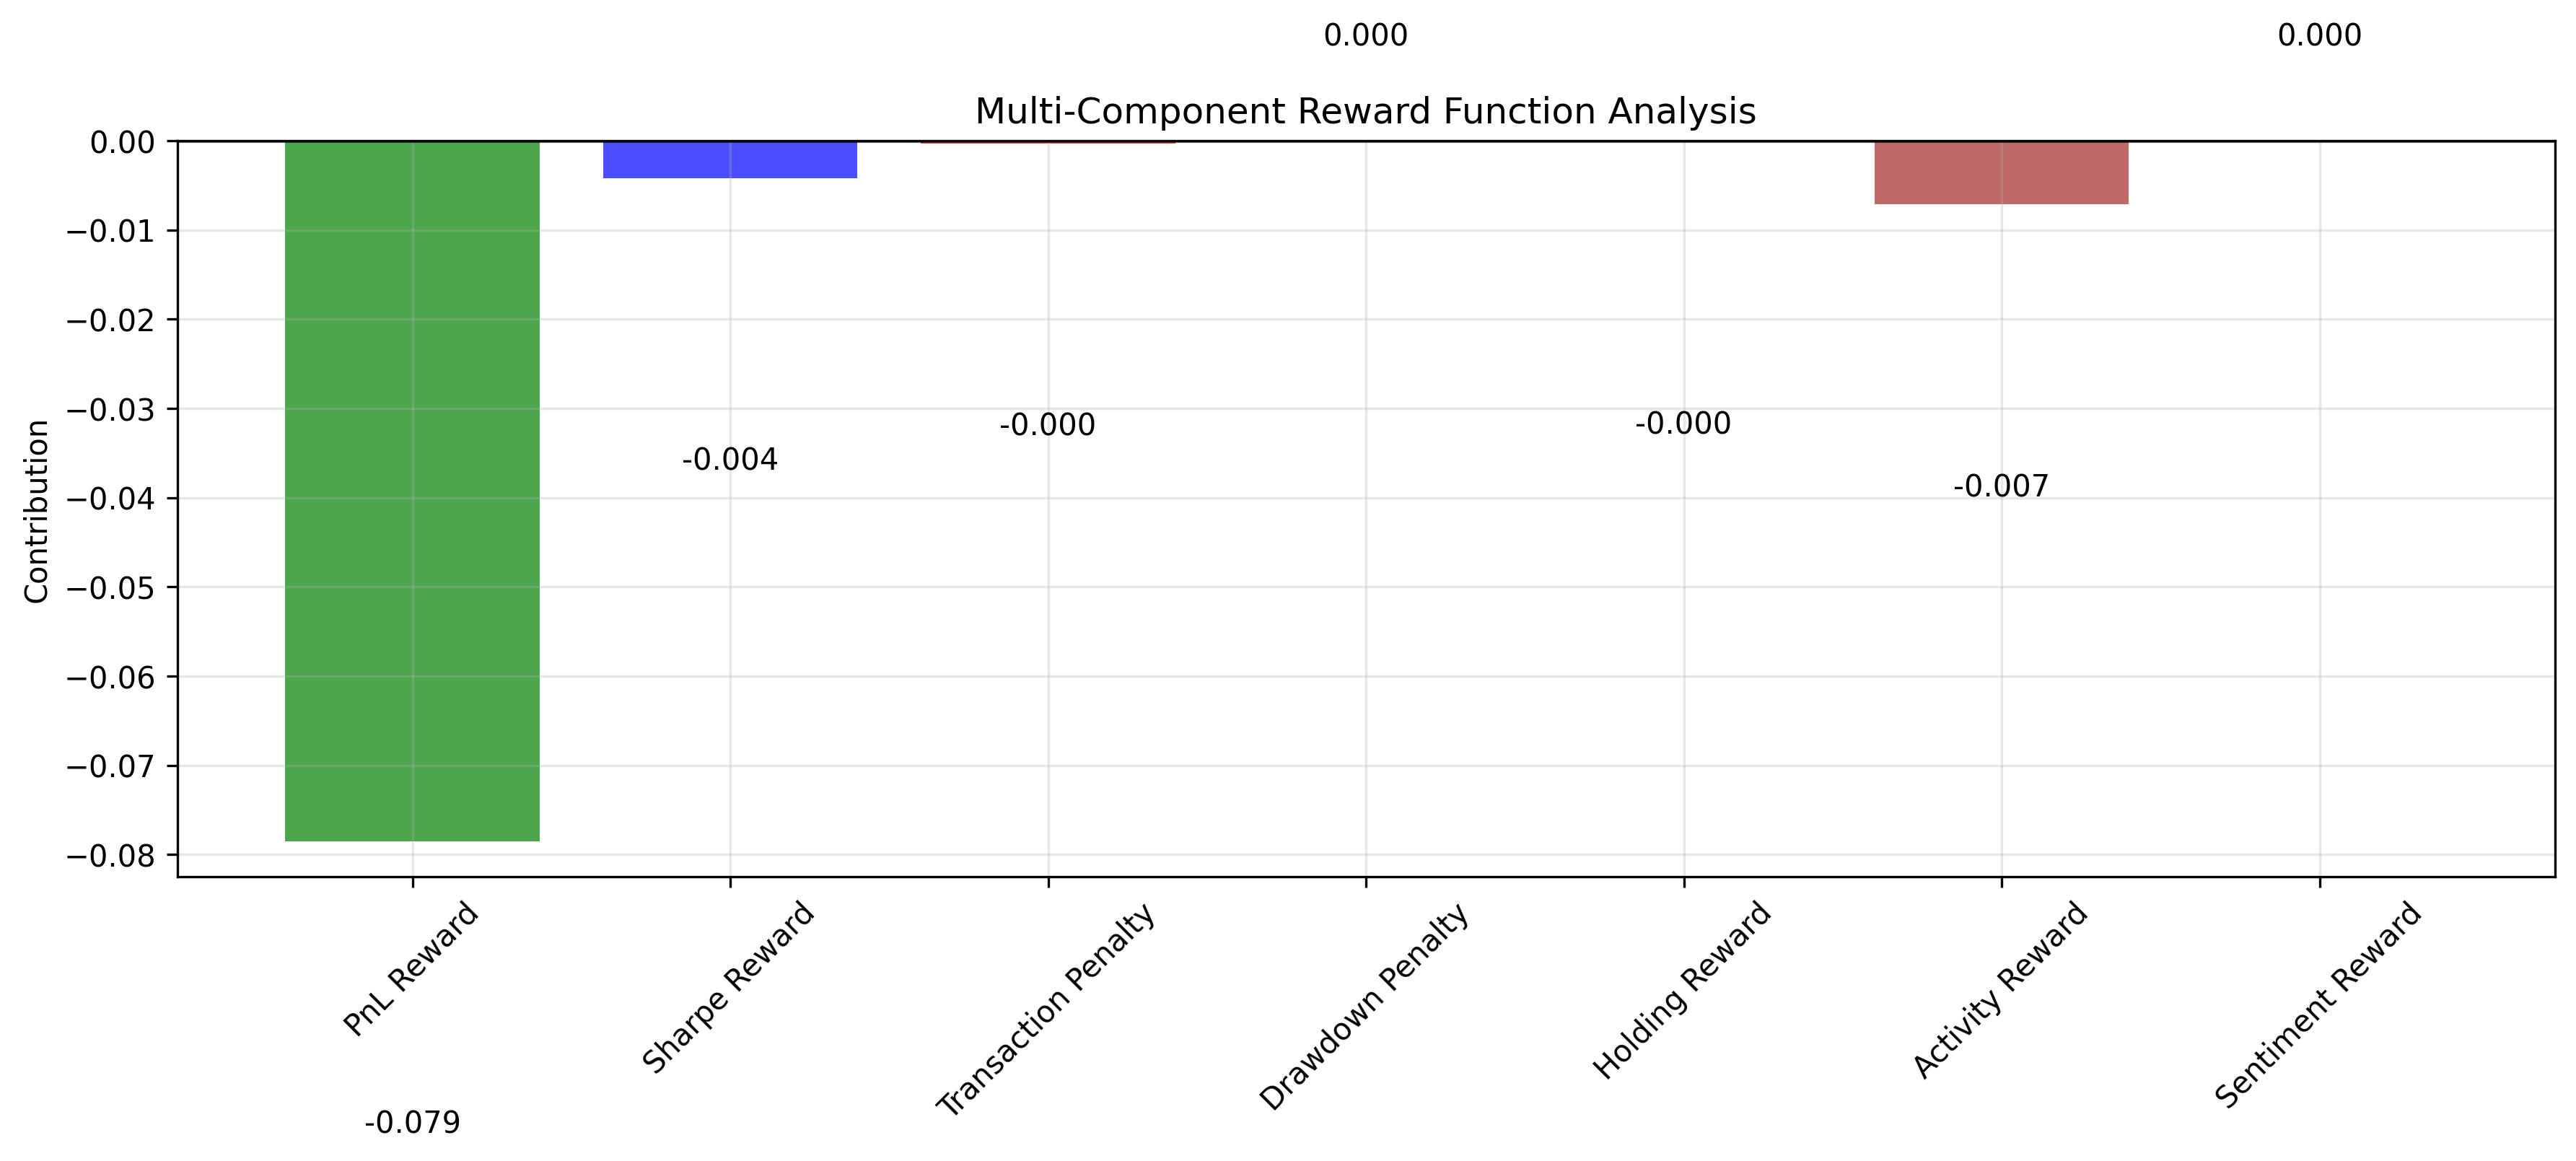 0.000
0.000
Multi-Component Reward Function Analysis
Contribution
0.00
−0.01
−0.02
−0.03
−0.04
−0.05
−0.06
−0.07
−0.08
-0.079
-0.004
-0.000
-0.000
-0.007
PnL Reward
Sharpe Reward
Transaction Penalty
Drawdown Penalty
Holding Reward
Activity Reward
Sentiment Reward